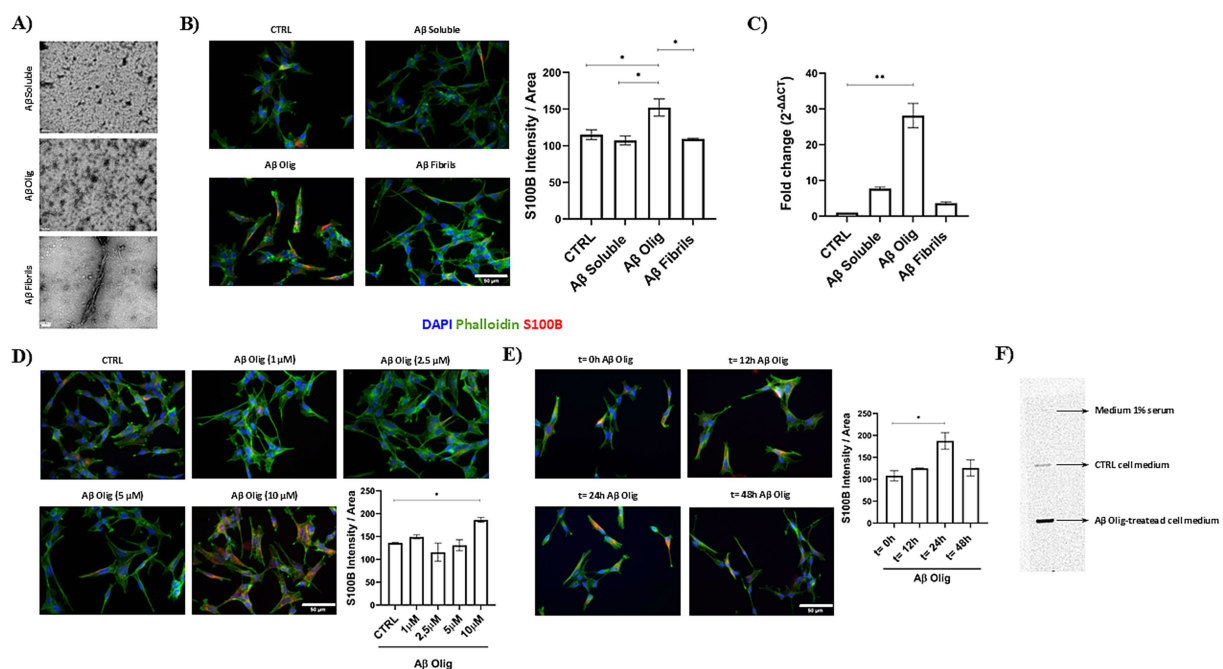 A)
Aβ Soluble
Aβ Olig
Aβ Fibrils
B)
CTRL
Aβ Soluble
Aβ Olig
Aβ Fibrils
50 μm
S100B Intensity / Area
200
150
100
50
0
*
*
*
CTRL
Aβ Soluble
Aβ Olig
Aβ Fibrils
C)
Fold change (2^-ΔΔCT)
40
30
20
10
0
**
CTRL
Aβ Soluble
Aβ Olig
Aβ Fibrils
DAPI Phalloidin S100B
D)
CTRL
Aβ Olig (1 μM)
Aβ Olig (2.5 μM)
Aβ Olig (5 μM)
Aβ Olig (10 μM)
50 μm
S100B Intensity / Area
250
200
150
100
50
0
*
CTRL
1μM
2,5μM
5μM
10μM
Aβ Olig
E)
t= 0h Aβ Olig
t= 12h Aβ Olig
t= 24h Aβ Olig
t= 48h Aβ Olig
50 μm
S100B Intensity / Area
250
200
150
100
50
0
*
t= 0h
t= 12h
t= 24h
t= 48h
Aβ Olig
F)
Medium 1% serum
CTRL cell medium
Aβ Olig-treatead cell medium